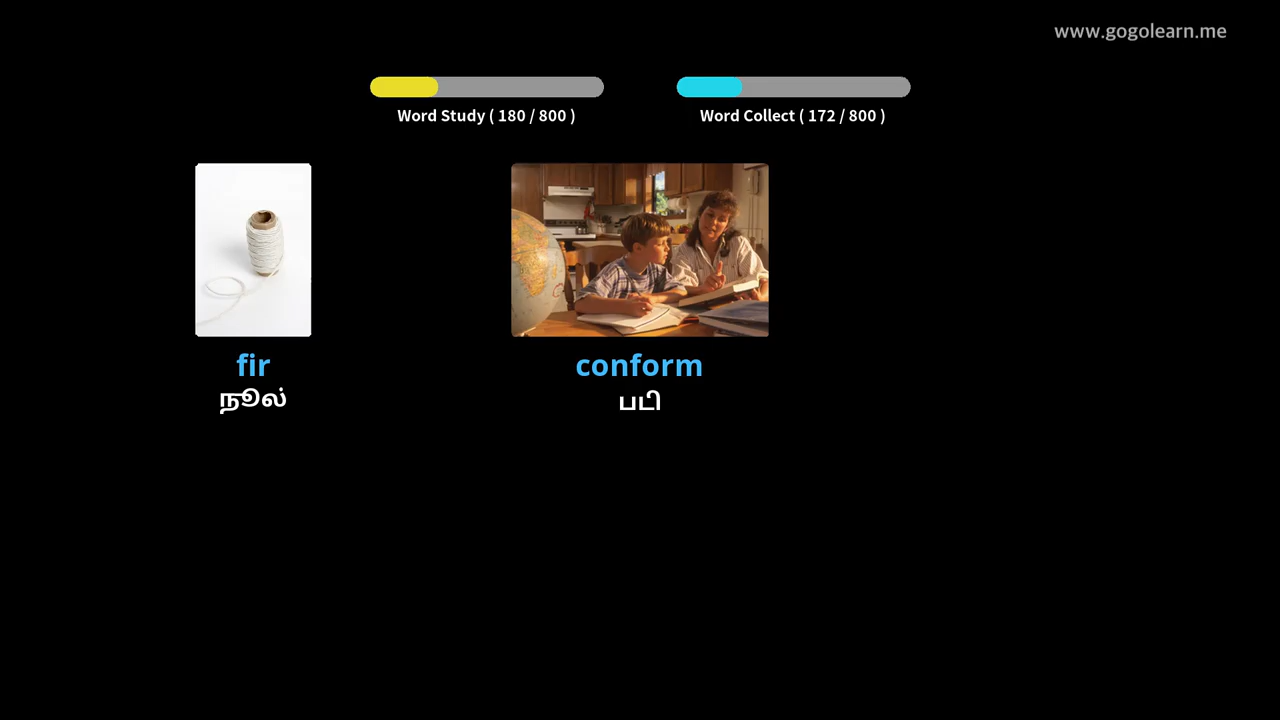 www.gogolearn.me
Word Study ( 180 / 800 )
Word Collect ( 172 / 800 )
fir
நூல்
conform
படி